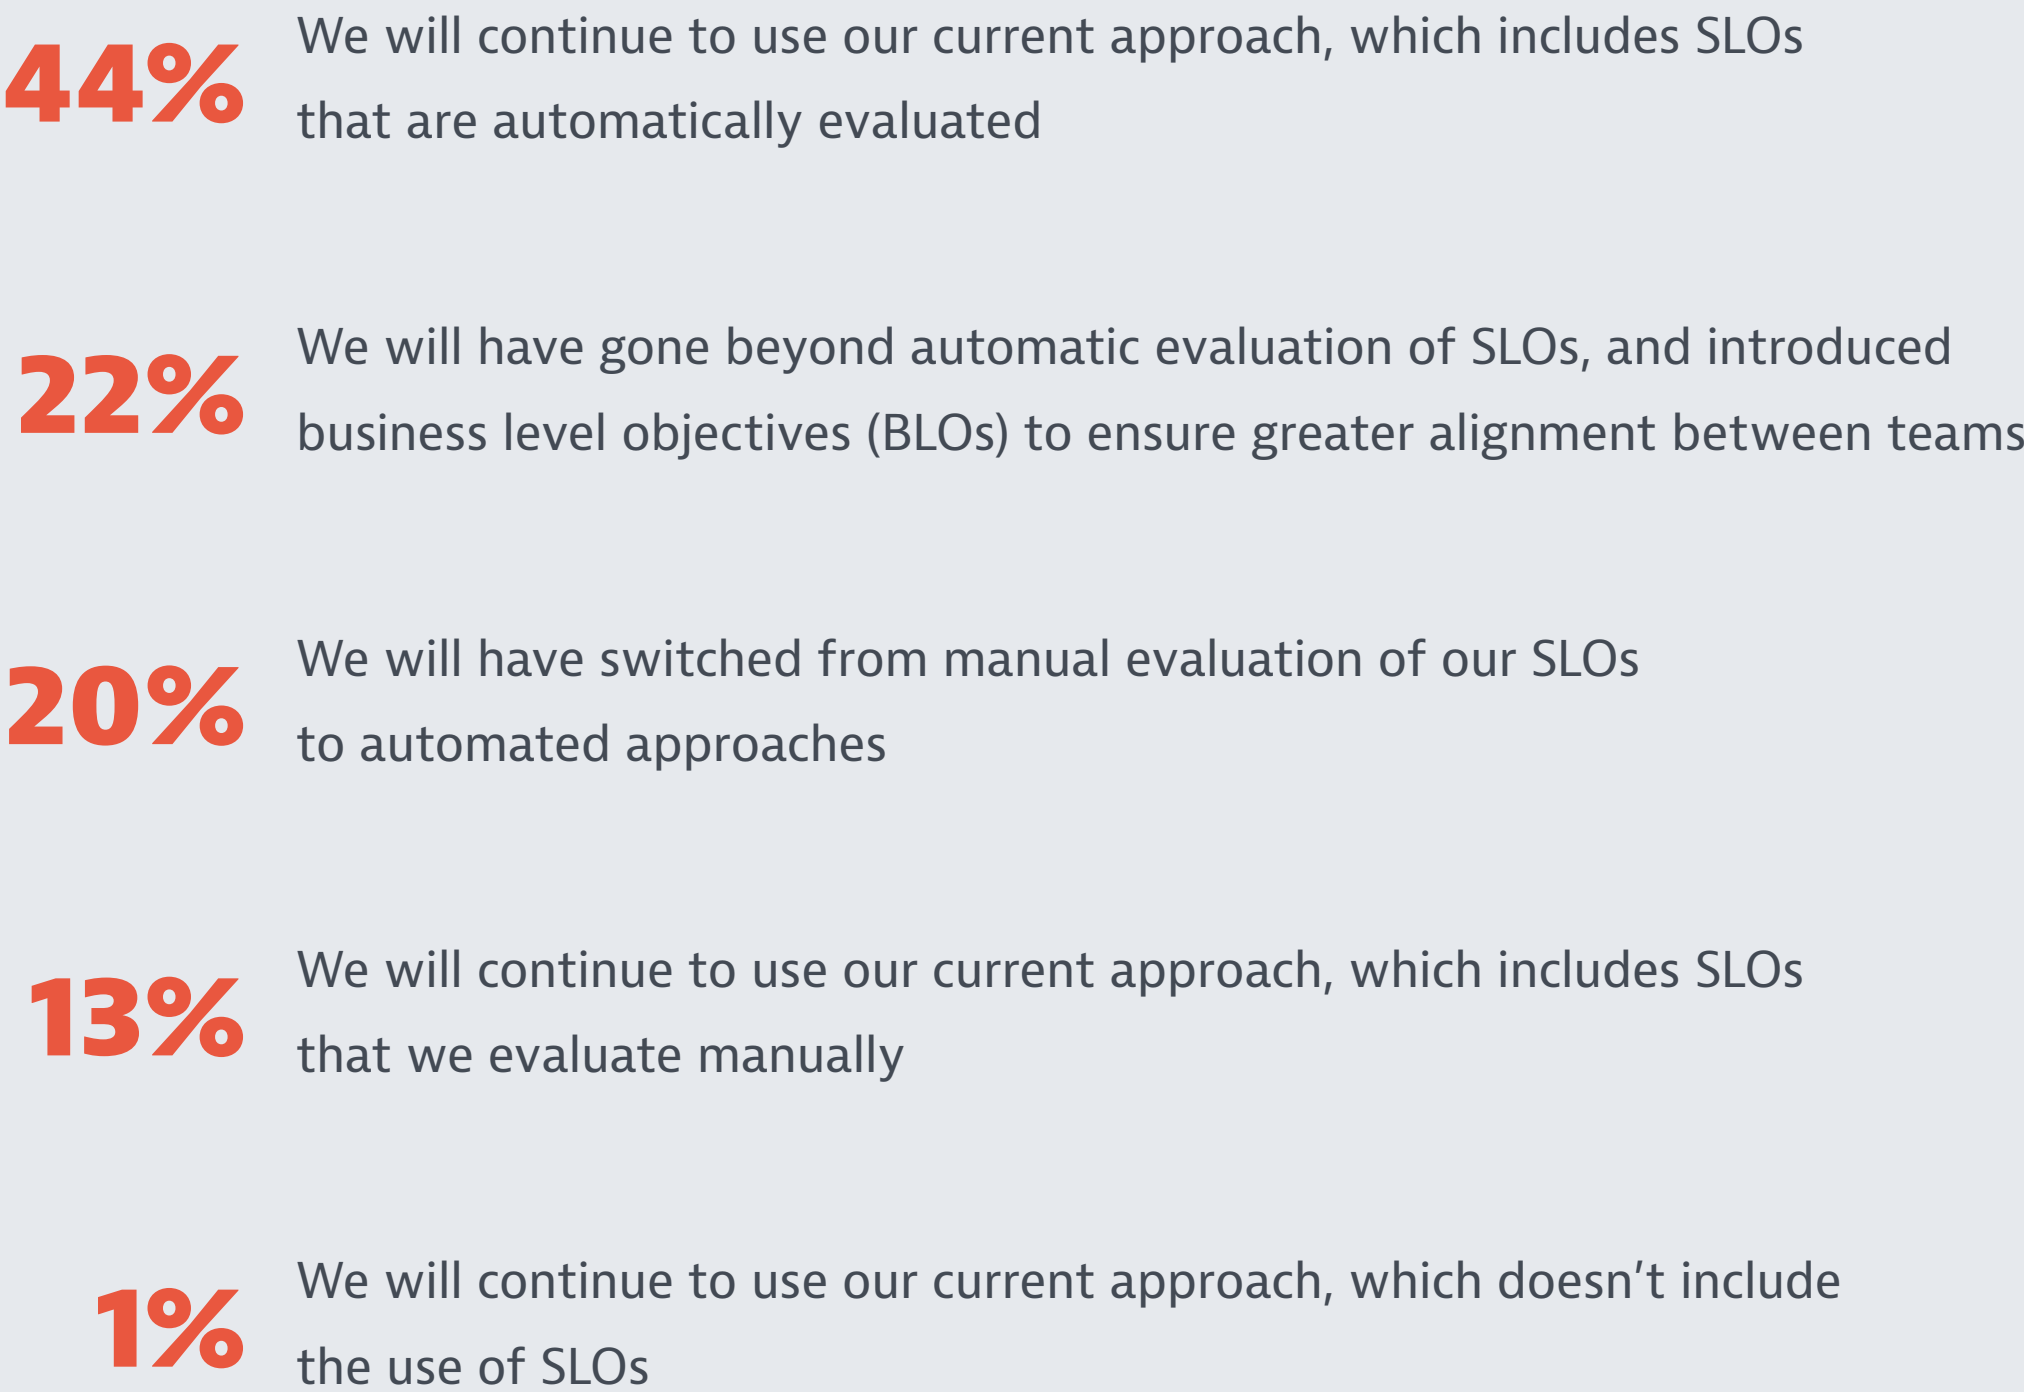 44%
We will continue to use our current approach, which includes SLOs
that are automatically evaluated
22%
We will have gone beyond automatic evaluation of SLOs, and introduced
business level objectives (BLOs) to ensure greater alignment between teams
20%
We will have switched from manual evaluation of our SLOs
to automated approaches
13%
We will continue to use our current approach, which includes SLOs
that we evaluate manually
1%
We will continue to use our current approach, which doesn’t include
the use of SLOs